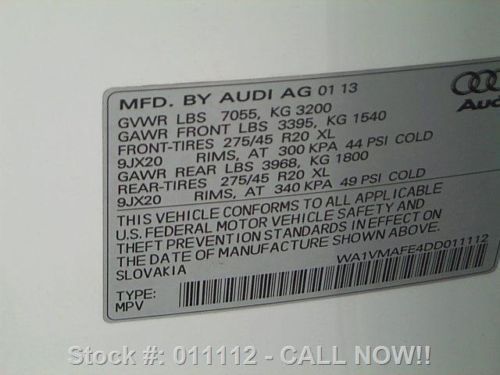 MFD. BY AUDI AG 01 13
GVWR LBS 7055, KG 3200
GAWR FRONT LBS 3395, KG 1540
FRONT-TIRES 275/45 R20 XL
9JX20 RIMS, AT 300 KPA 44 PSI COLD
GAWR REAR LBS 3968, KG 1800
REAR-TIRES 275/45 R20 XL
9JX20 RIMS, AT 340 KPA 49 PSI COLD
THIS VEHICLE CONFORMS TO ALL APPLICABLE
U.S. FEDERAL MOTOR VEHICLE SAFETY AND
THEFT PREVENTION STANDARDS IN EFFECT ON
THE DATE OF MANUFACTURE SHOWN ABOVE.
SLOVAKIA
WA1VMAFE4DD011112
TYPE:
MPV
Audi
Stock #: 011112 - CALL NOW!!